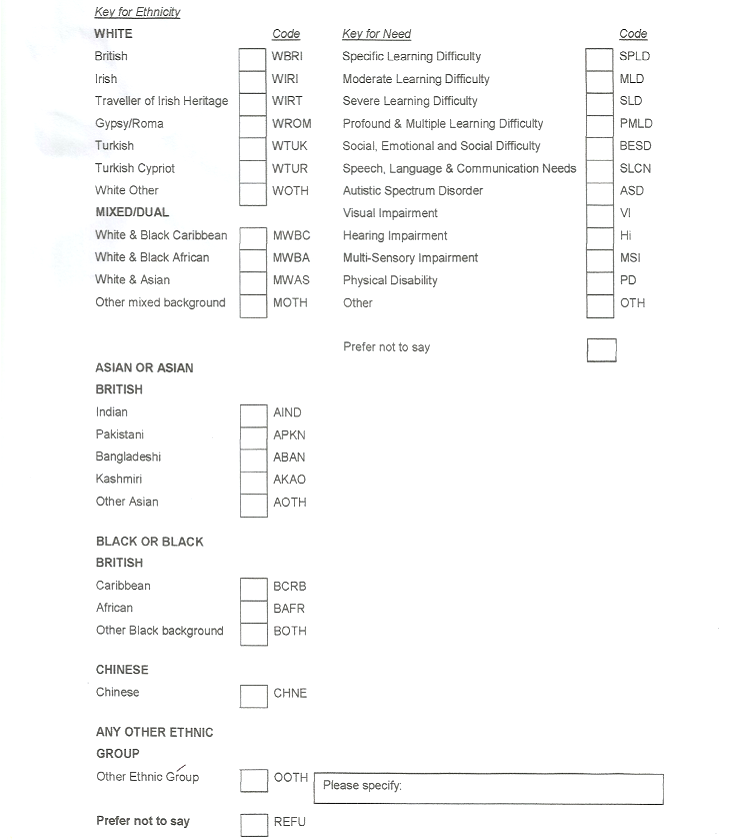 Key for Ethnicity
WHITE Code Key for Need Code
British WBRI Specific Learning Difficulty SPLD
Irish WIRI Moderate Learning Difficulty MLD
Traveller of Irish Heritage WIRT Severe Learning Difficulty SLD
Gypsy/Roma WROM Profound & Multiple Learning Difficulty PMLD
Turkish WTUK Social, Emotional and Social Difficulty BESD
Turkish Cypriot WTUR Speech, Language & Communication Needs SLCN
White Other WOTH Autistic Spectrum Disorder ASD
MIXED/DUAL Visual Impairment VI
White & Black Caribbean MWBC Hearing Impairment Hi
White & Black African MWBA Multi-Sensory Impairment MSI
White & Asian MWAS Physical Disability PD
Other mixed background MOTH Other OTH
Prefer not to say
ASIAN OR ASIAN
BRITISH
Indian AIND
Pakistani APKN
Bangladeshi ABAN
Kashmiri AKAO
Other Asian AOTH
BLACK OR BLACK
BRITISH
Caribbean BCRB
African BAFR
Other Black background BOTH
CHINESE
Chinese CHNE
ANY OTHER ETHNIC
GROUP
Other Ethnic Group OOTH Please specify:
Prefer not to say REFU